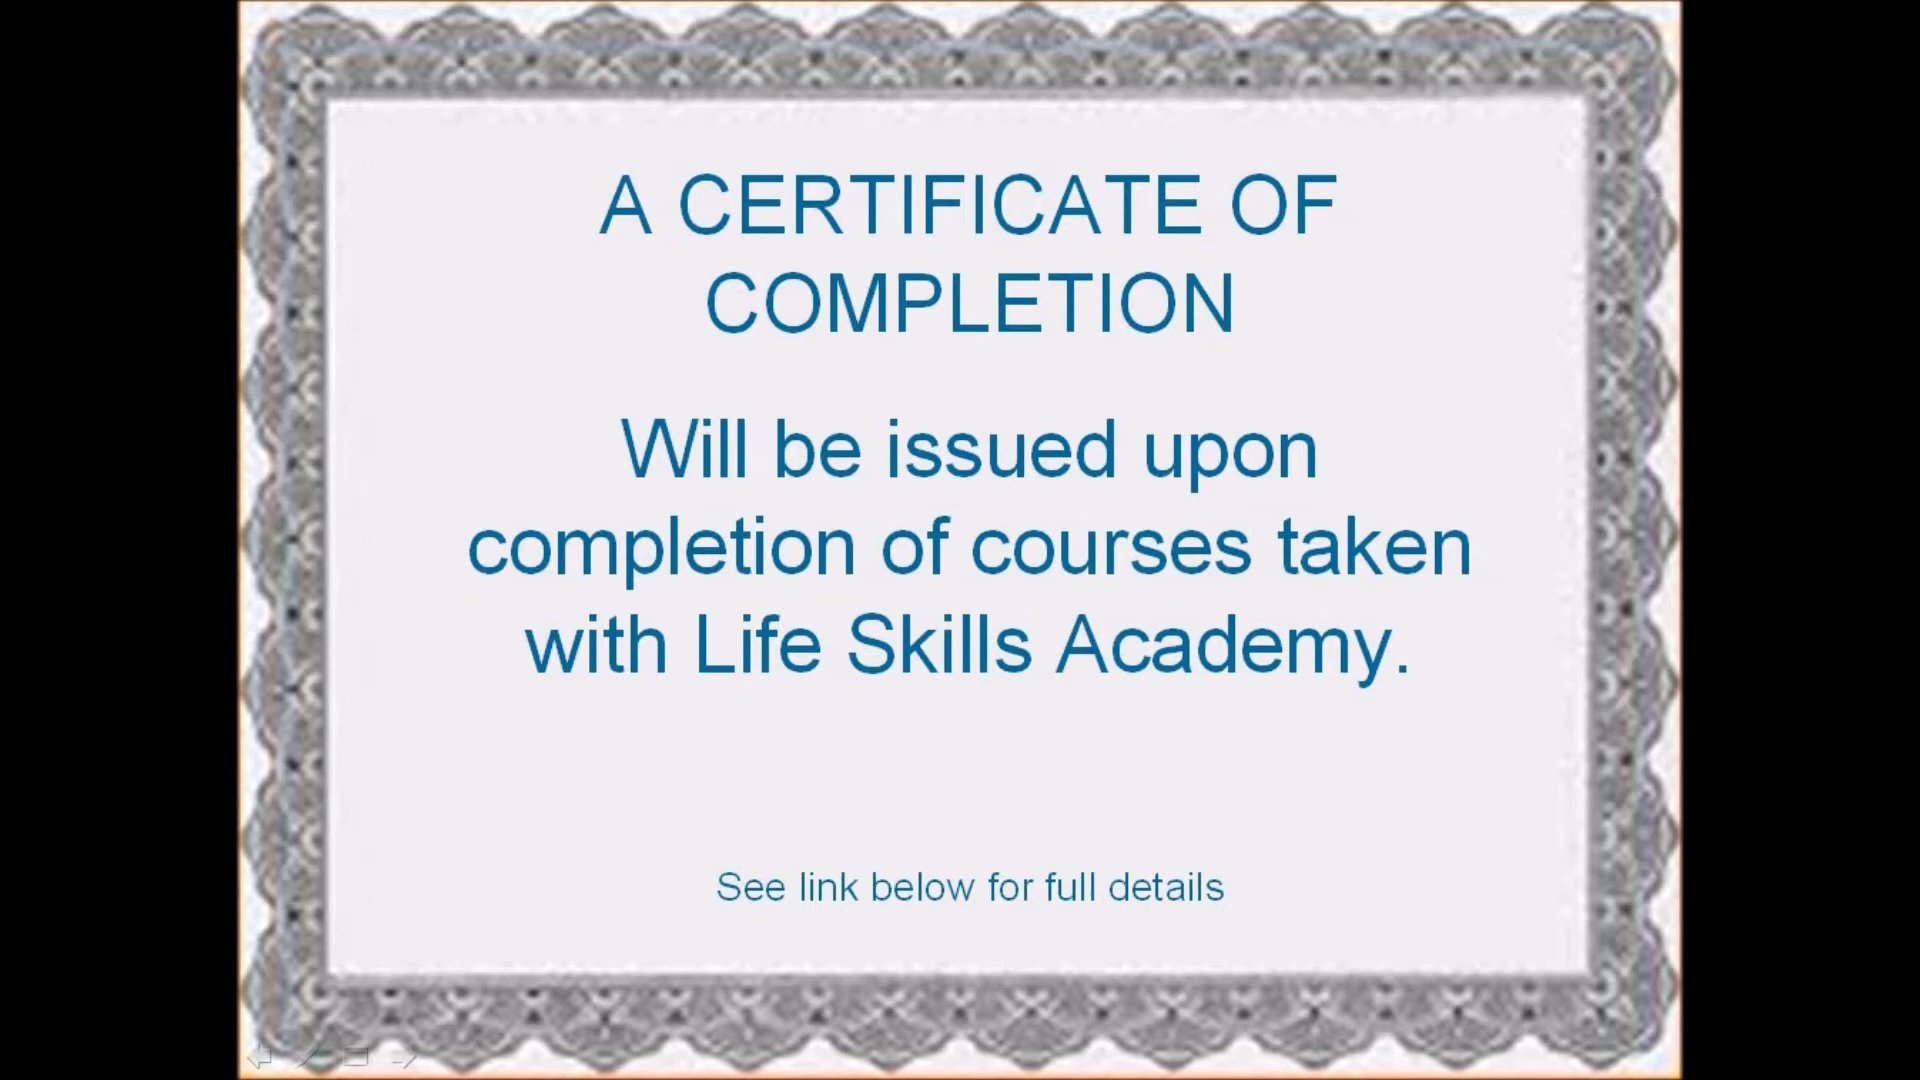 A CERTIFICATE OF
COMPLETION
Will be issued upon
completion of courses taken
with Life Skills Academy.
See link below for full details